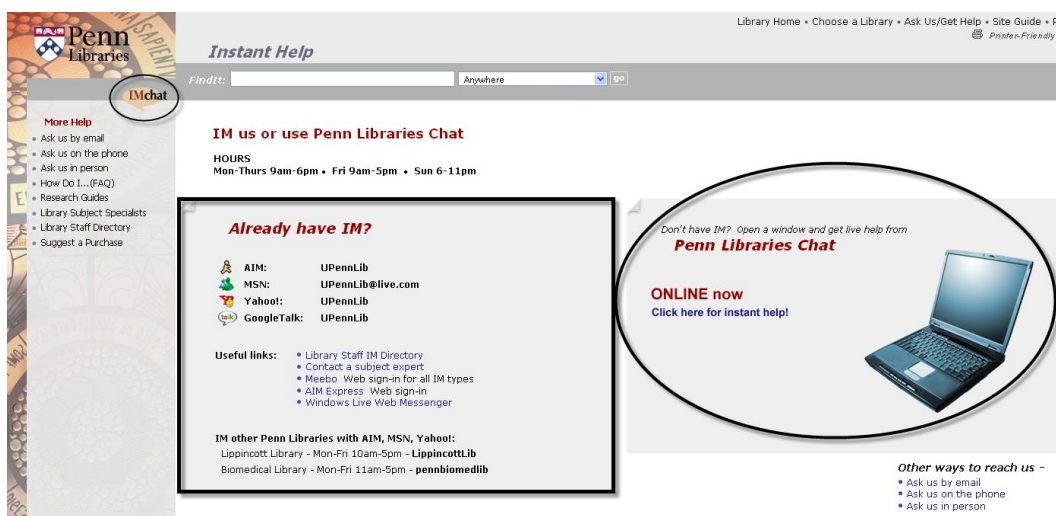 Library Home • Choose a Library • Ask Us/Get Help • Site Guide •
Printer-Friendly
Penn
Libraries
Instant Help
FindIt:
Anywhere
go
IMchat
More Help
Ask us by email
Ask us on the phone
Ask us in person
How Do I...(FAQ)
Research Guides
Library Subject Specialists
Library Staff Directory
Suggest a Purchase
IM us or use Penn Libraries Chat
HOURS
Mon-Thurs 9am-6pm • Fri 9am-5pm • Sun 6-11pm
Already have IM?
AIM: UPennLib
MSN: UPennLib@live.com
Yahoo!: UPennLib
talk GoogleTalk: UPennLib
Useful links: • Library Staff IM Directory
• Contact a subject expert
• Meebo Web sign-in for all IM types
• AIM Express Web sign-in
• Windows Live Web Messenger
IM other Penn Libraries with AIM, MSN, Yahoo!:
Lippincott Library - Mon-Fri 10am-5pm - LippincottLib
Biomedical Library - Mon-Fri 11am-5pm - pennbiomedlib
Don't have IM? Open a window and get live help from
Penn Libraries Chat
ONLINE now
Click here for instant help!
Other ways to reach us -
• Ask us by email
• Ask us on the phone
• Ask us in person